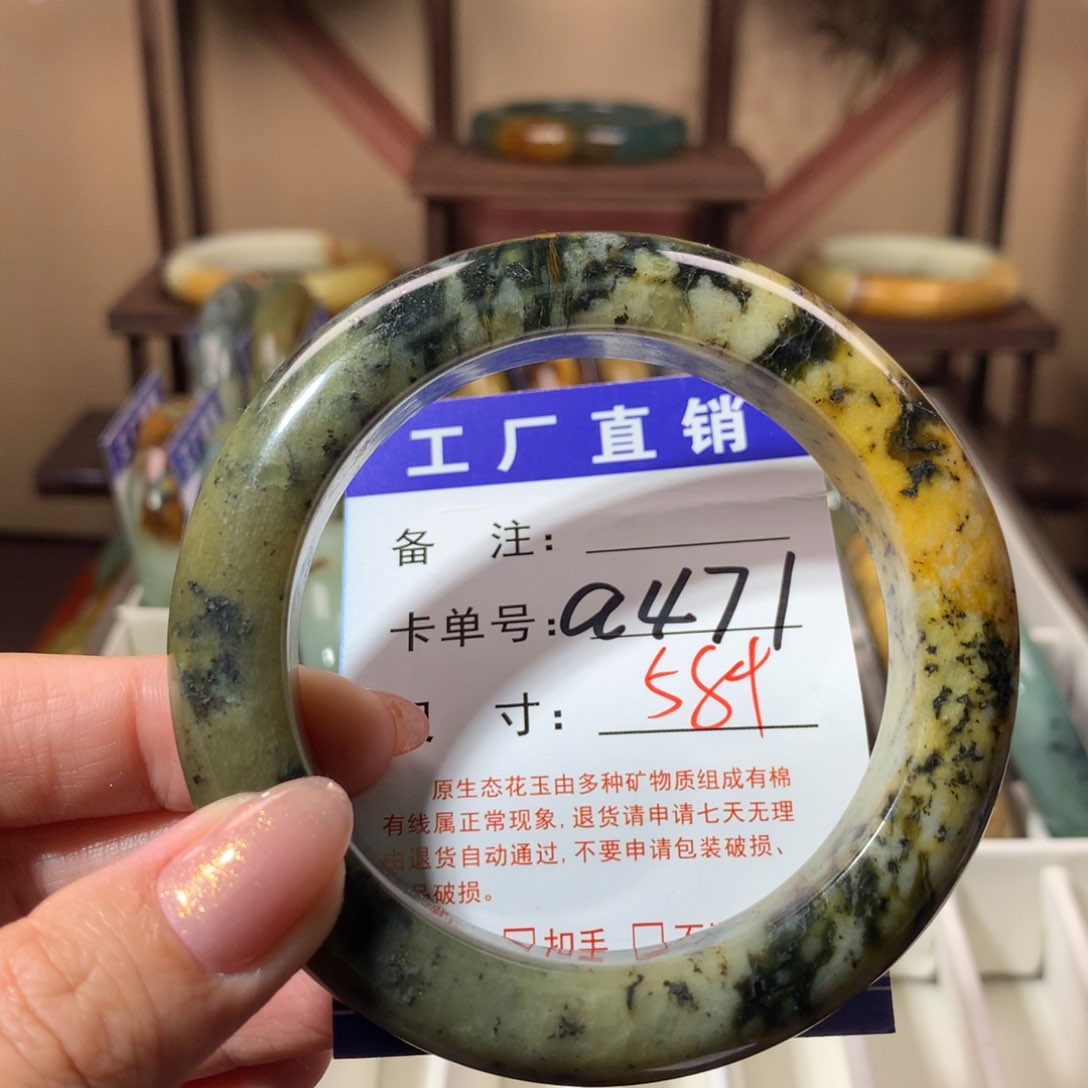 工厂直销
备 注:
卡单号:a471
寸: 584
原生态花玉由多种矿物质组成有棉
有线属正常现象,退货请申请七天无理
由退货自动通过,不要申请包装破损、
破损。
扣手